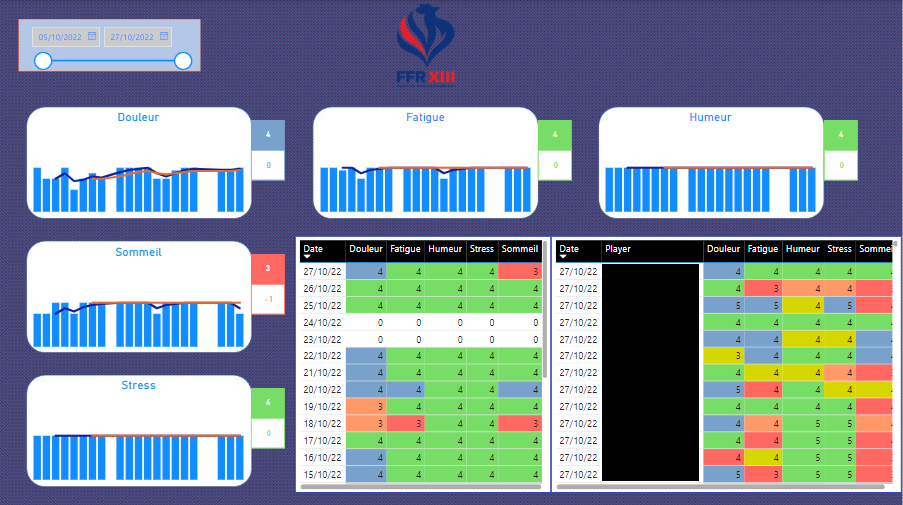 05/10/2022 27/10/2022
FFR XIII
Douleur
4
0
Fatigue
4
0
Humeur
4
0
Sommeil
3
-1
Stress
4
0
Date Douleur Fatigue Humeur Stress Sommeil
27/10/22 4 4 4 4 3
26/10/22 4 4 4 4 4
25/10/22 4 4 4 4 4
24/10/22 0 0 0 0 0
23/10/22 0 0 0 0 0
22/10/22 4 4 4 4 4
21/10/22 4 4 4 4 4
20/10/22 4 4 4 4 4
19/10/22 3 4 4 4 4
18/10/22 3 3 4 4 3
17/10/22 4 4 4 4 4
16/10/22 4 4 4 4 4
15/10/22 4 4 4 4 4
Date Player Douleur Fatigue Humeur Stress Somme
27/10/22 4 4 4 4
27/10/22 4 3 4 4
27/10/22 5 5 4 5
27/10/22 4 4 4 4
27/10/22 4 4 4 4
27/10/22 3 4 4 4
27/10/22 4 4 4 4
27/10/22 5 4 4 4
27/10/22 4 4 4 4
27/10/22 4 4 5 5
27/10/22 4 4 5 5
27/10/22 4 4 5 5
27/10/22 5 3 5 5